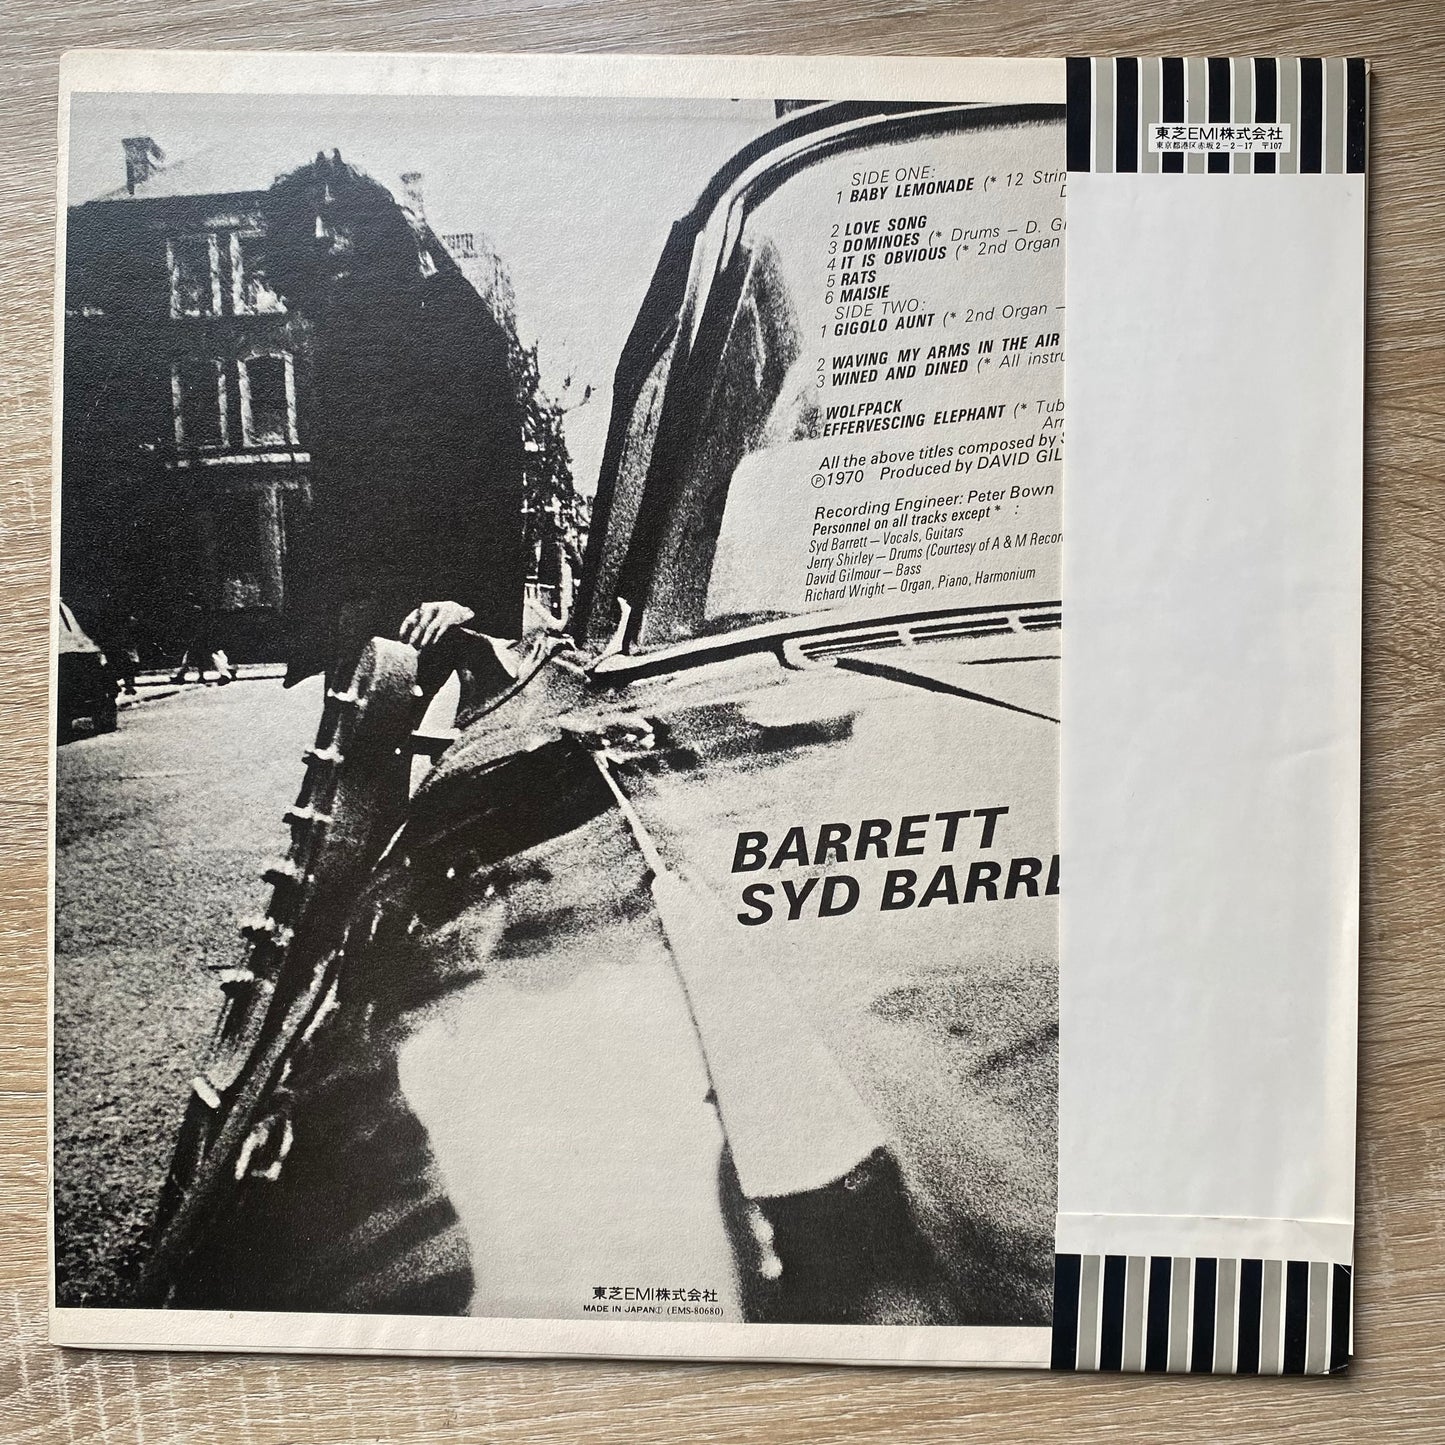 東芝EMI株式会社
東京都港区赤坂2-2-17 〒107
SIDE ONE:
1 BABY LEMONADE (* 12 Strin
D
2 LOVE SONG
3 DOMINOES (* Drums – D. Gi
4 IT IS OBVIOUS (* 2nd Organ
5 RATS
6 MAISIE
SIDE TWO:
1 GIGOLO AUNT (* 2nd Organ –
2 WAVING MY ARMS IN THE AIR
3 WINED AND DINED (* All instru
4 WOLFPACK
EFFERVESCING ELEPHANT (* Tub
Arr
All the above titles composed by S
Ⓟ1970 Produced by DAVID GIL
Recording Engineer: Peter Bown
Personnel on all tracks except * :
Syd Barrett – Vocals, Guitars
Jerry Shirley – Drums (Courtesy of A & M Recor
David Gilmour – Bass
Richard Wright – Organ, Piano, Harmonium
BARRETT
SYD BARRE
東芝EMI株式会社
MADE IN JAPANⓉ (EMS-80680)